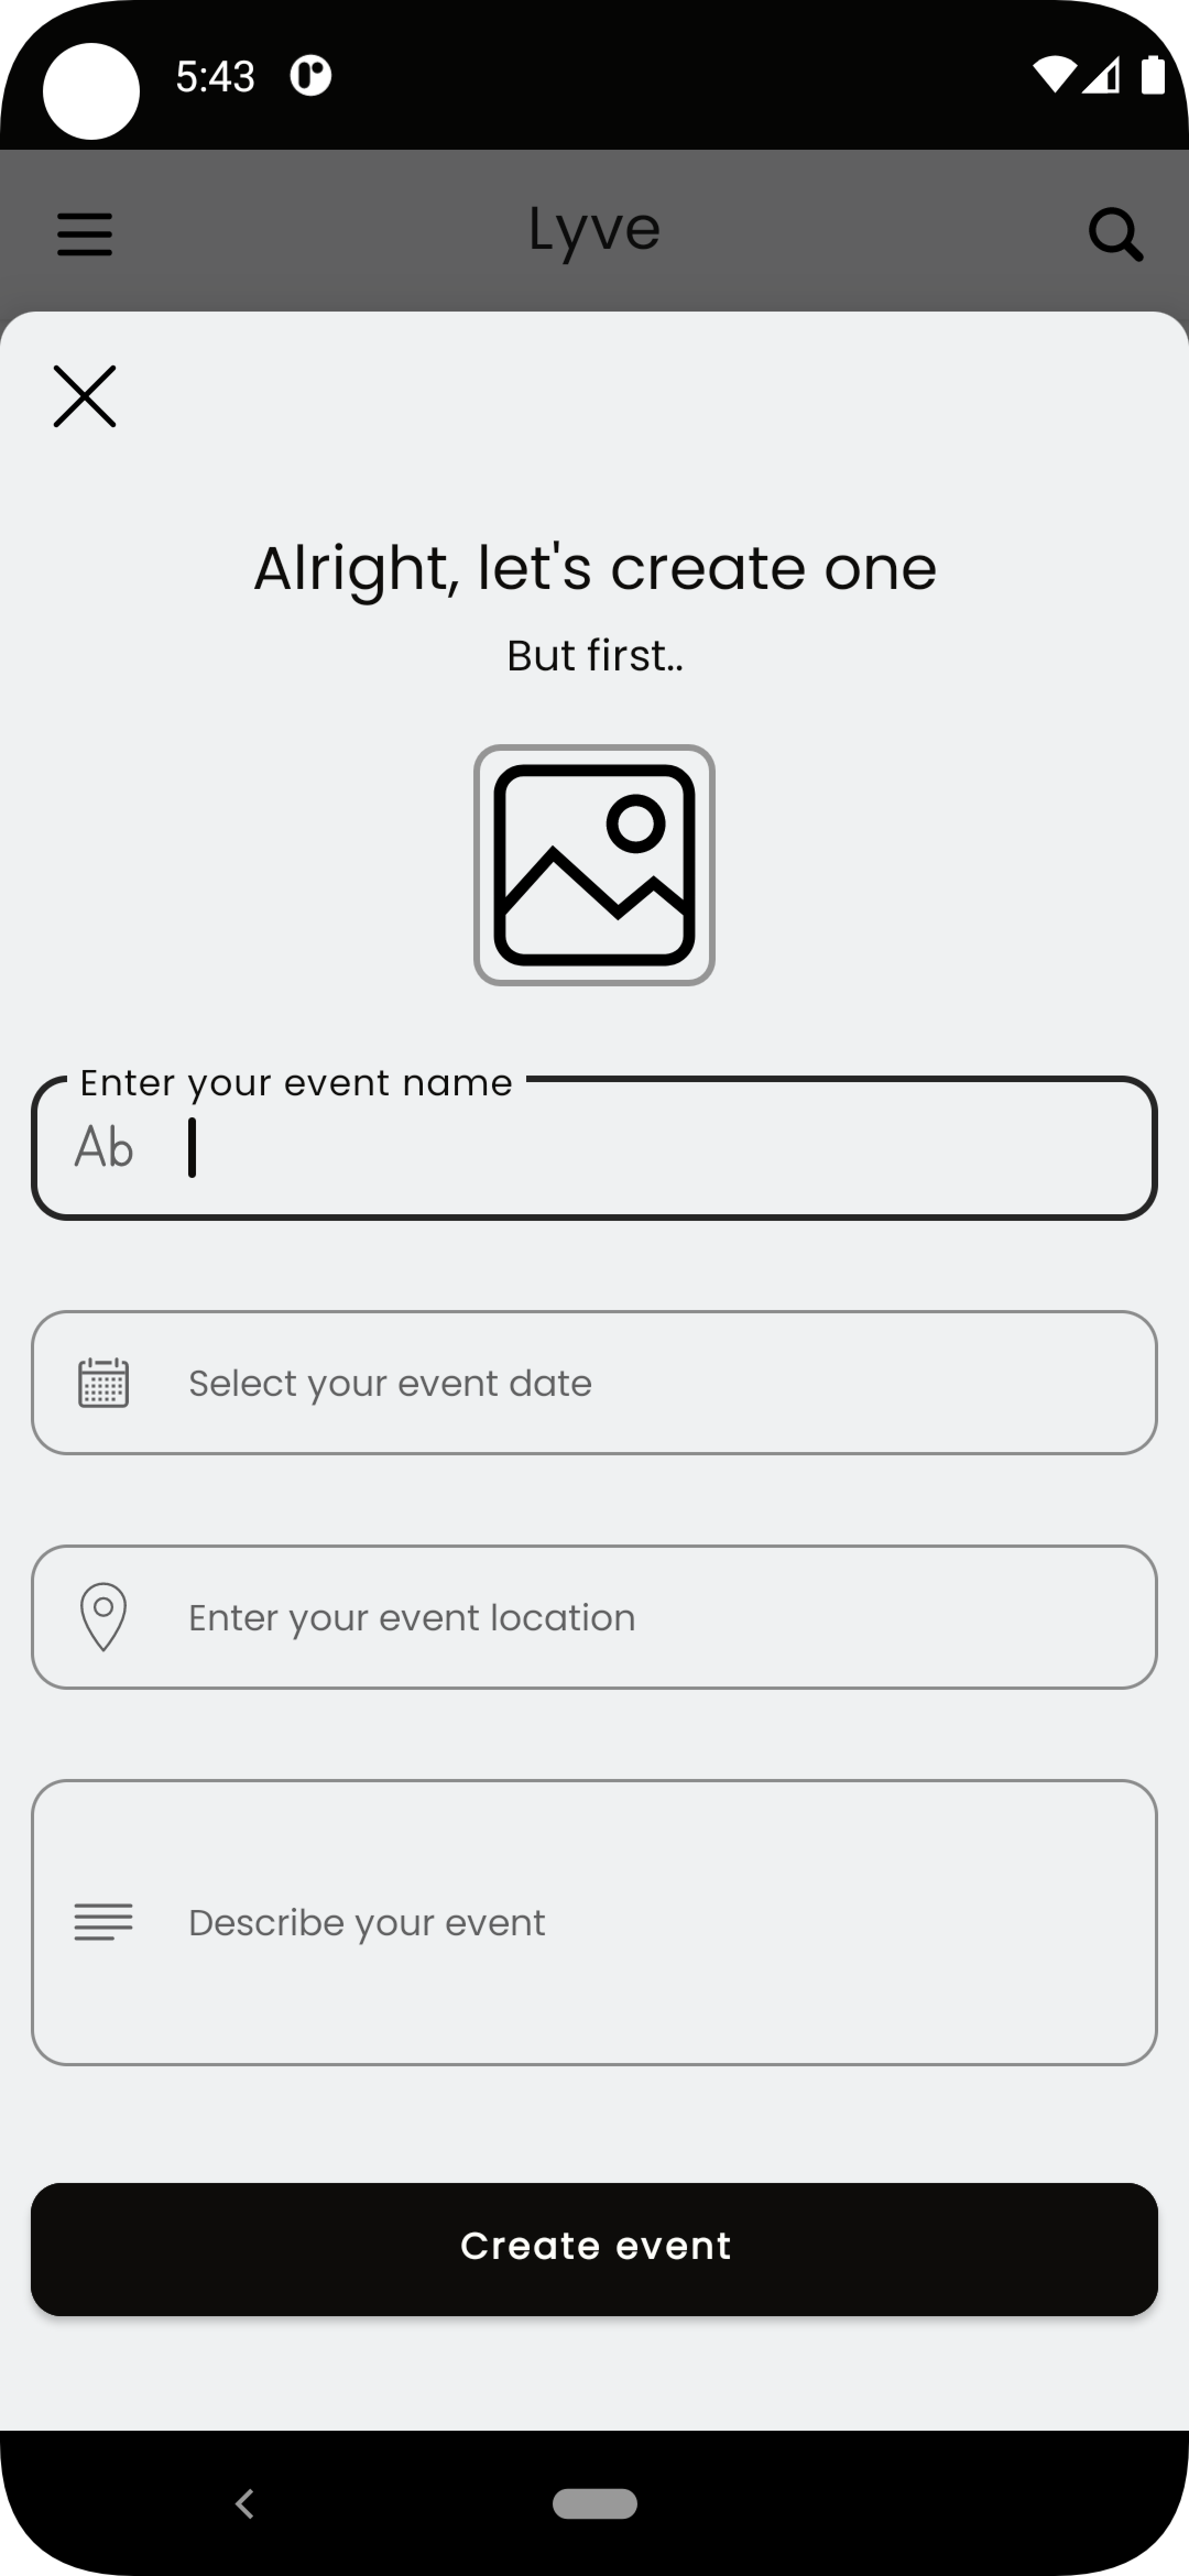 5:43
Lyve
Alright, let's create one
But first..
Enter your event name
Ab
Select your event date
Enter your event location
Describe your event
Create event